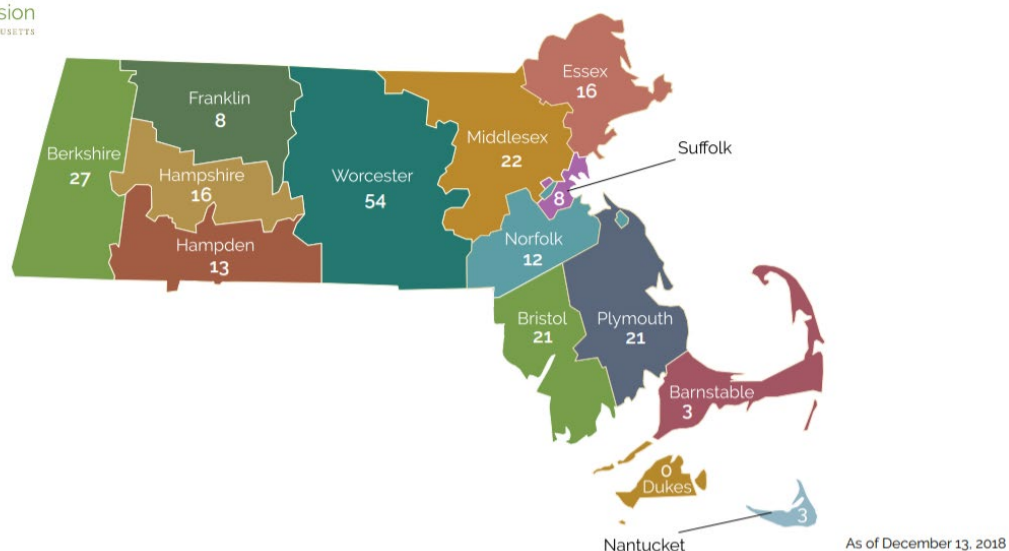 sion
USETTS
Essex
16
Franklin
8
Middlesex
22
Suffolk
8
Berkshire
27
Hampshire
16
Worcester
54
Hampden
13
Norfolk
12
Bristol
21
Plymouth
21
Barnstable
3
0
Dukes
3
Nantucket
As of December 13, 2018